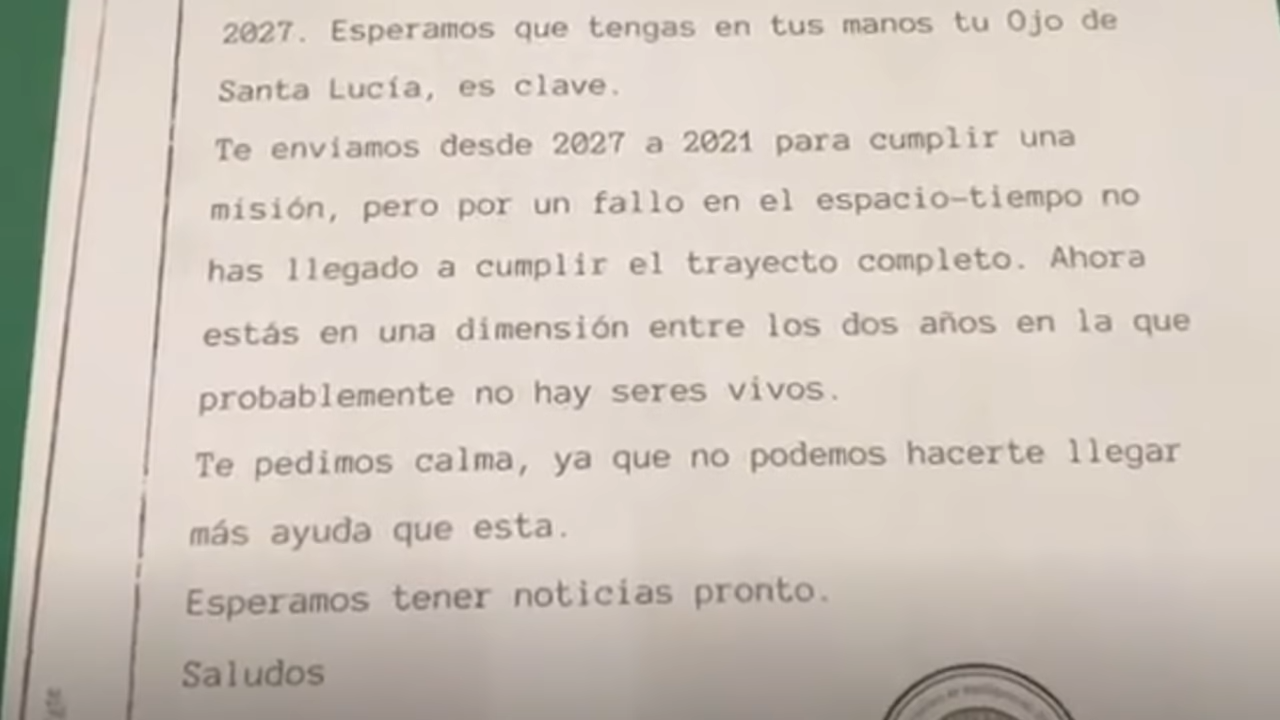 2027. Esperamos que tengas en tus manos tu Ojo de
Santa Lucía, es clave.
Te enviamos desde 2027 a 2021 para cumplir una
misión, pero por un fallo en el espacio-tiempo no
has llegado a cumplir el trayecto completo. Ahora
estás en una dimensión entre los dos años en la que
probablemente no hay seres vivos.
Te pedimos calma, ya que no podemos hacerte llegar
más ayuda que esta.
Esperamos tener noticias pronto.
Saludos